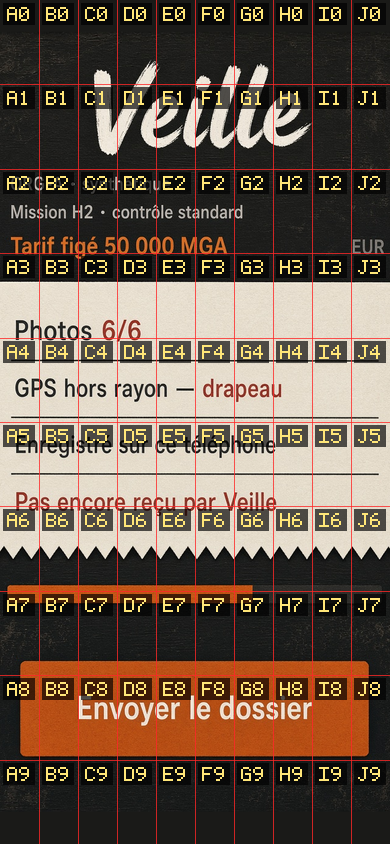 Veille
Mission H2 • contrôle standard
Tarif figé 50 000 MGA
EUR
Photos 6/6
GPS hors rayon — drapeau
Enregistré sur ce téléphone
Pas encore reçu par Veille
Envoyer le dossier